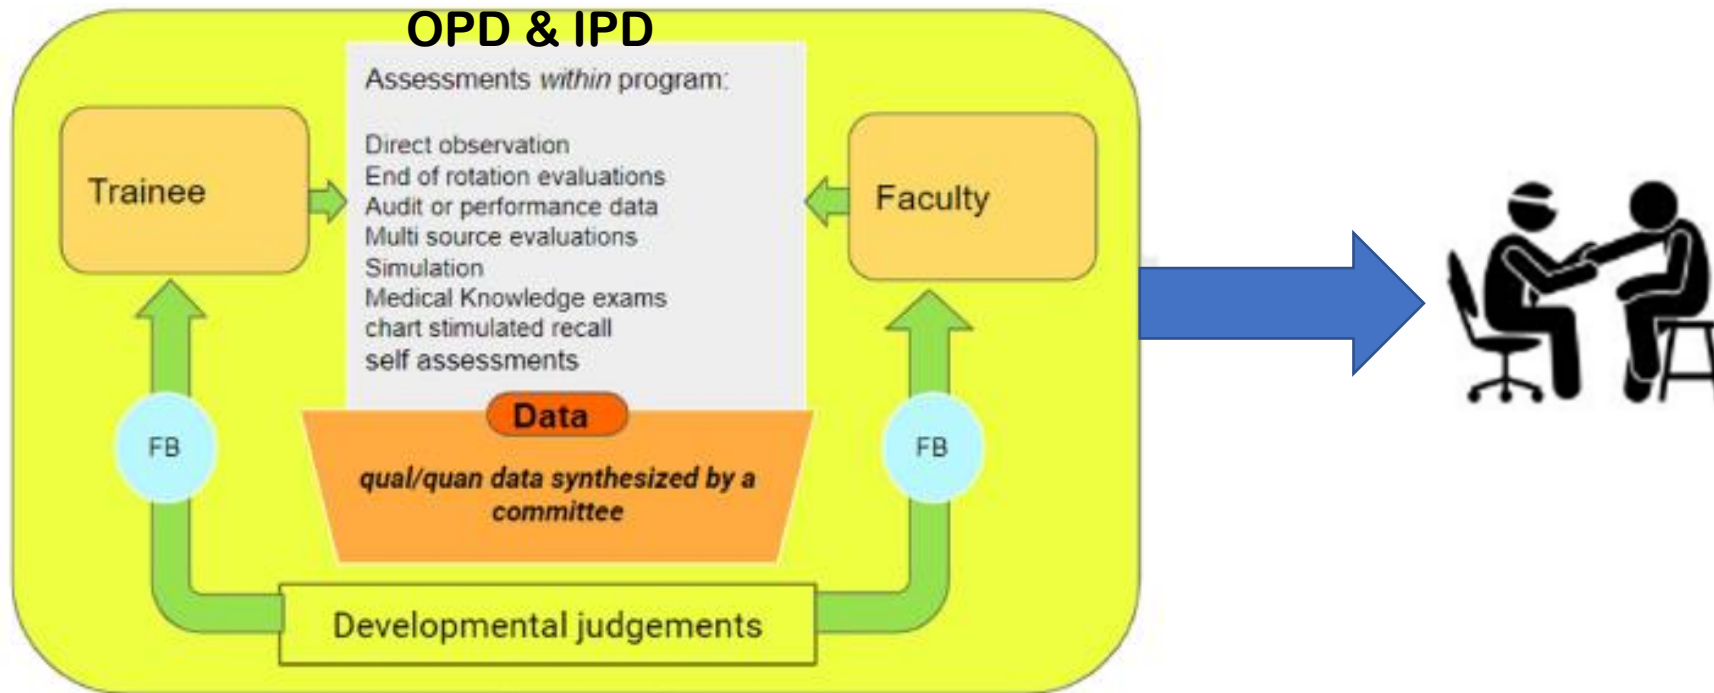 OPD & IPD
Assessments within program:
Direct observation
End of rotation evaluations
Audit or performance data
Multi source evaluations
Simulation
Medical Knowledge exams
chart stimulated recall
self assessments
Trainee
Faculty
FB
FB
Data
qual/quan data synthesized by a
committee
Developmental judgements